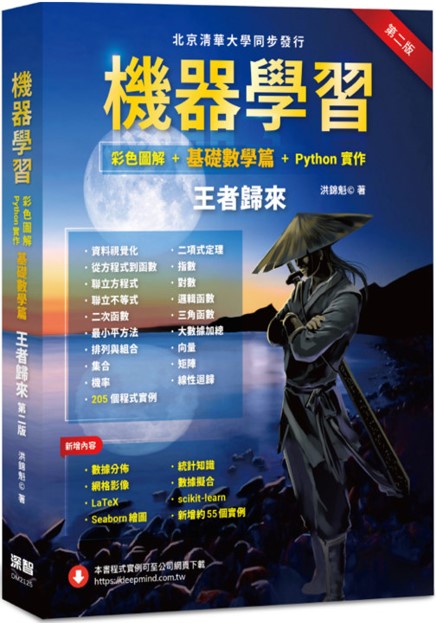 北京清華大學同步發行
第二版
機器學習
彩色圖解 + 基礎數學篇 + Python 實作
王者歸來
洪錦魁© 著
・資料視覺化
・從方程式到函數
・聯立方程式
・聯立不等式
・二次函數
・最小平方法
・排列與組合
・集合
・機率
・205 個程式實例
・二項式定理
・指數
・對數
・邏輯函數
・三角函數
・大數據加總
・向量
・矩陣
・線性迴歸
新增內容
・數據分佈
・網格影像
・LaTeX
・Seaborn 繪圖
・統計知識
・數據擬合
・scikit-learn
・新增約 55 個實例
本書程式實例可至公司網頁下載
https://deepmind.com.tw
機器學習
彩色圖解
Python 實作
基礎數學篇
王者歸來
第二版
洪錦魁© 著
深智
DM2125